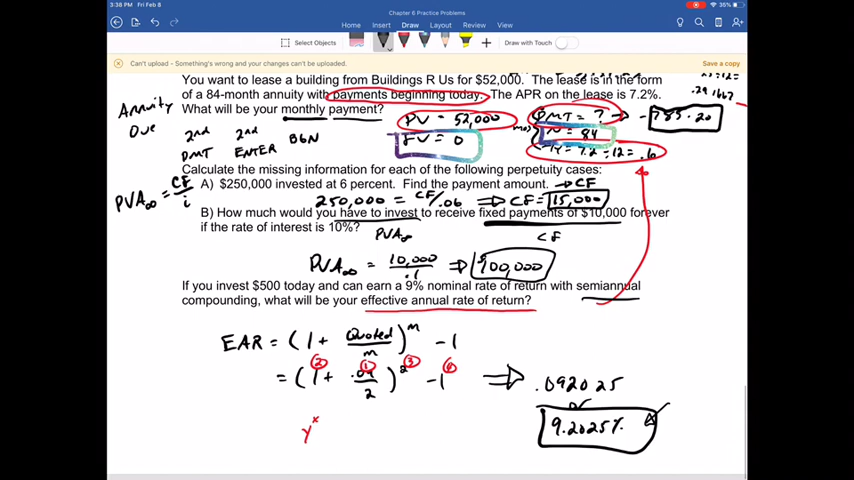 3:38 PM Fri Feb 8
Chapter 6 Practice Problems
35%
Home Insert Draw Layout Review View
Select Objects
Draw with Touch
Can't upload - Something's wrong and your changes can't be uploaded.
Save a copy
You want to lease a building from Buildings R Us for $52,000. The lease is in the form
of a 84-month annuity with payments beginning today. The APR on the lease is 7.2%.
What will be your monthly payment?
.291667
Annuity
Due
2nd 2nd BGN
PMT ENTER
PV = 52,000
FV = 0
PMT = ?
N = 84
IY = 7.2 ÷ 12 = .6
Calculate the missing information for each of the following perpetuity cases:
A) $250,000 invested at 6 percent. Find the payment amount. → CF
PVA∞ = CF/i
250,000 = CF/.06 ⇒ CF = 15,000
B) How much would you have to invest to receive fixed payments of $10,000 forever
if the rate of interest is 10%?
PVA∞
CF
PVA∞ = 10,000/.1 ⇒ $100,000
If you invest $500 today and can earn a 9% nominal rate of return with semiannual
compounding, what will be your effective annual rate of return?
EAR = (1 + Quoted/m)^m - 1
= (1 + .09/2)^2 - 1 ⇒ .092025
② ① ③ ④
or
9.2025%
y^x